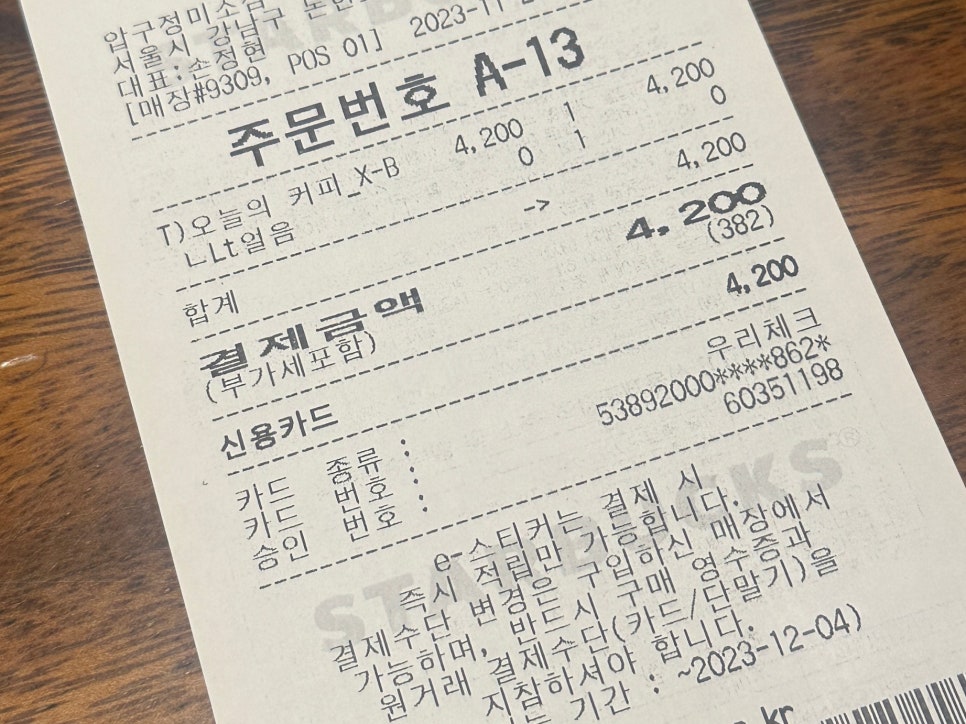 압구정미소점
서울시 강남구 논현
대표:손정현
[매장#9309, POS 01] 2023-11-2
주문번호 A-13
T)오늘의 커피_X-B 4,200 1 4,200
ㄴLt얼음 0 1 0
합계 -> 4,200
결제금액 4,200
(부가세포함) (382)
신용카드 4,200
카드 종류 : 우리체크
카드 번호 : 53892000****862*
승인 번호 : 60351198
e-스티커는 결제 시
즉시 적립만 가능합니다.
결제수단 변경은 구입하신 매장에서
가능하며, 반드시 구매 영수증과
원거래 결제수단(카드/단말기)을
지참하셔야 합니다.
는 기간 : ~2023-12-04)
kr
STARBUCKS®